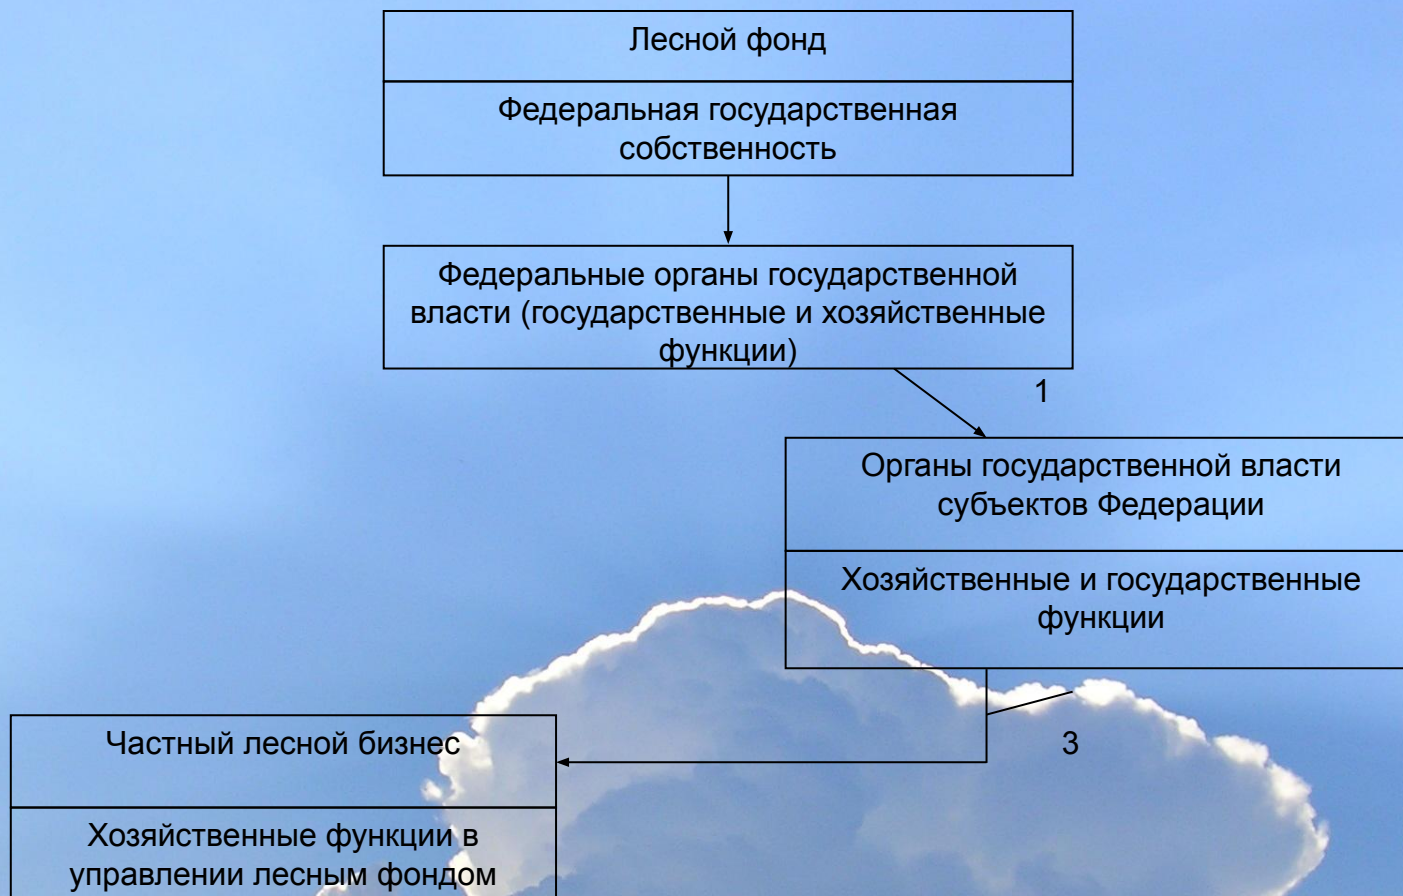 Лесной фонд
Федеральная государственная
собственность
Федеральные органы государственной
власти (государственные и хозяйственные
функции)
1
Органы государственной власти
субъектов Федерации
Хозяйственные и государственные
функции
Частный лесной бизнес
3
Хозяйственные функции в
управлении лесным фондом